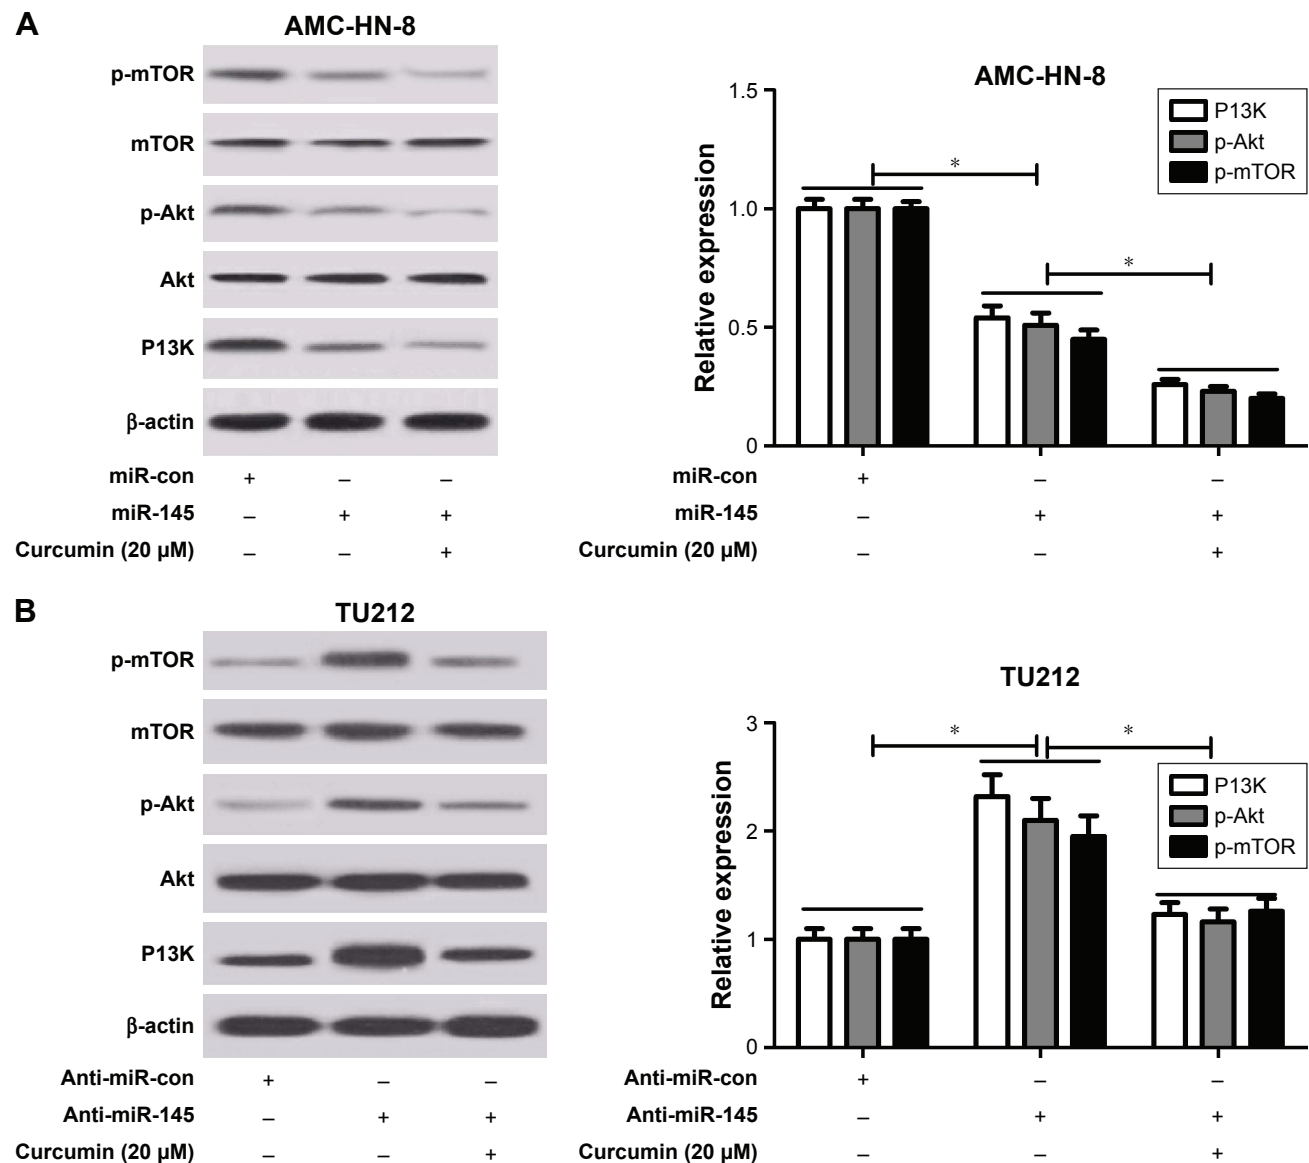 A
AMC-HN-8
p-mTOR
mTOR
p-Akt
Akt
P13K
β-actin
miR-con + – –
miR-145 – + +
Curcumin (20 µM) – – +
AMC-HN-8
P13K
p-Akt
p-mTOR
Relative expression
1.5
1.0
0.5
0
*
*
miR-con + – –
miR-145 – + +
Curcumin (20 µM) – – +
B
TU212
p-mTOR
mTOR
p-Akt
Akt
P13K
β-actin
Anti-miR-con + – –
Anti-miR-145 – + +
Curcumin (20 µM) – – +
TU212
P13K
p-Akt
p-mTOR
Relative expression
3
2
1
0
*
*
Anti-miR-con + – –
Anti-miR-145 – + +
Curcumin (20 µM) – – +